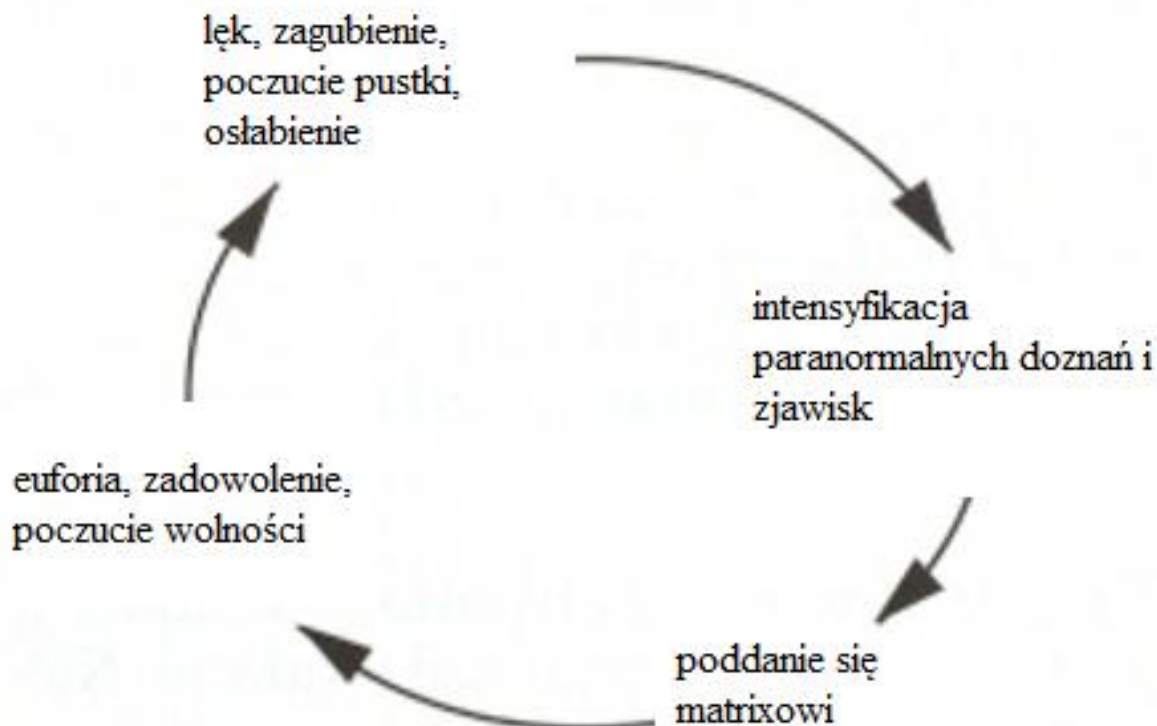 lęk, zagubienie,
poczucie pustki,
osłabienie
intensyfikacja
paranormalnych doznań i
zjawisk
poddanie się
matrixowi
euforia, zadowolenie,
poczucie wolności